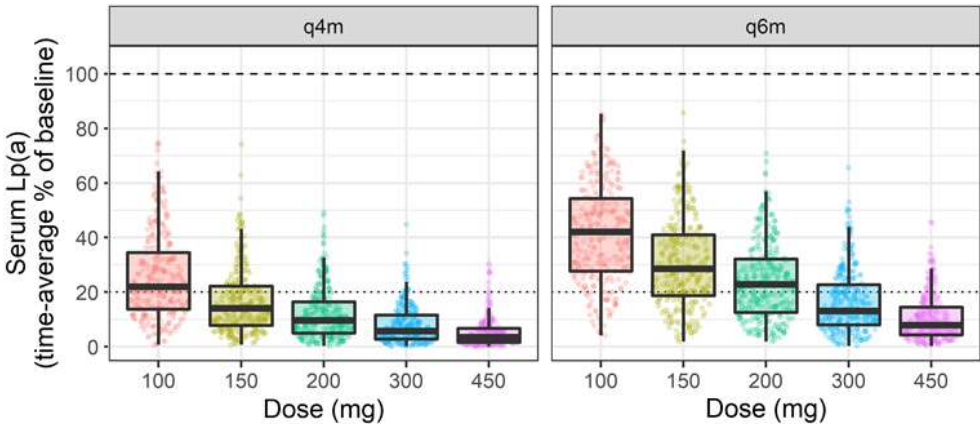 q4m
q6m
Serum Lp(a)
(time-average % of baseline)
100
80
60
40
20
0
100 150 200 300 450
100 150 200 300 450
Dose (mg)
Dose (mg)